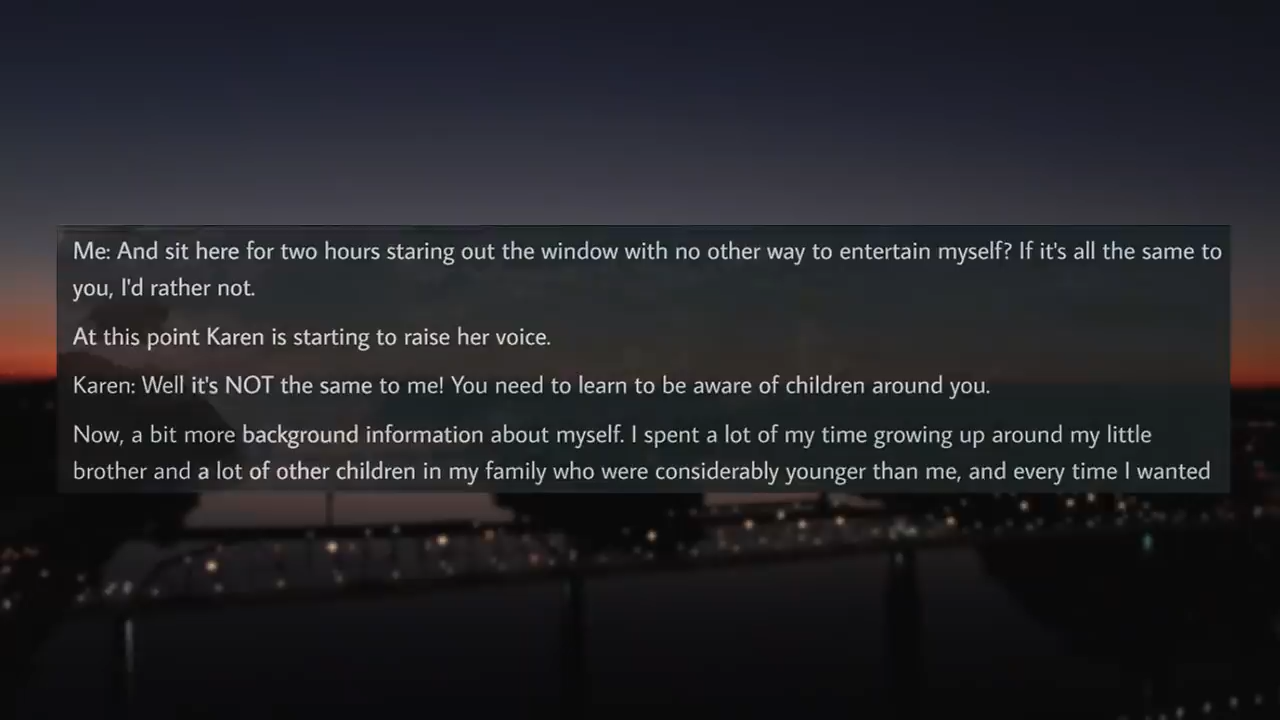 Me: And sit here for two hours staring out the window with no other way to entertain myself? If it's all the same to
you, I'd rather not.
At this point Karen is starting to raise her voice.
Karen: Well it's NOT the same to me! You need to learn to be aware of children around you.
Now, a bit more background information about myself. I spent a lot of my time growing up around my little
brother and a lot of other children in my family who were considerably younger than me, and every time I wanted